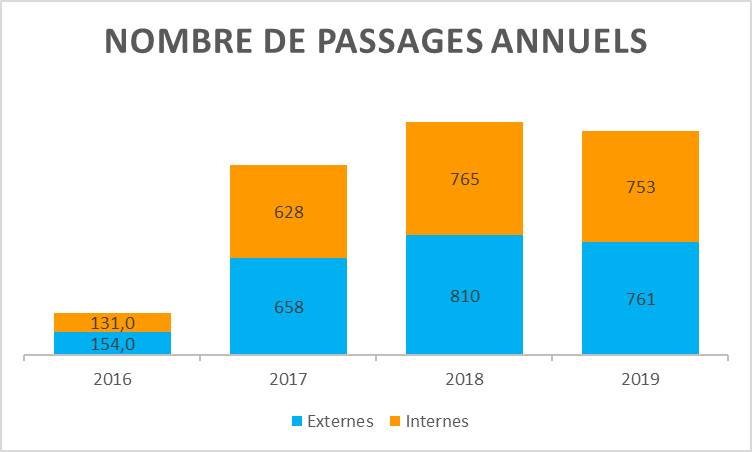 NOMBRE DE PASSAGES ANNUELS
765
753
628
810
761
658
131,0
154,0
2016 2017 2018 2019
Externes Internes